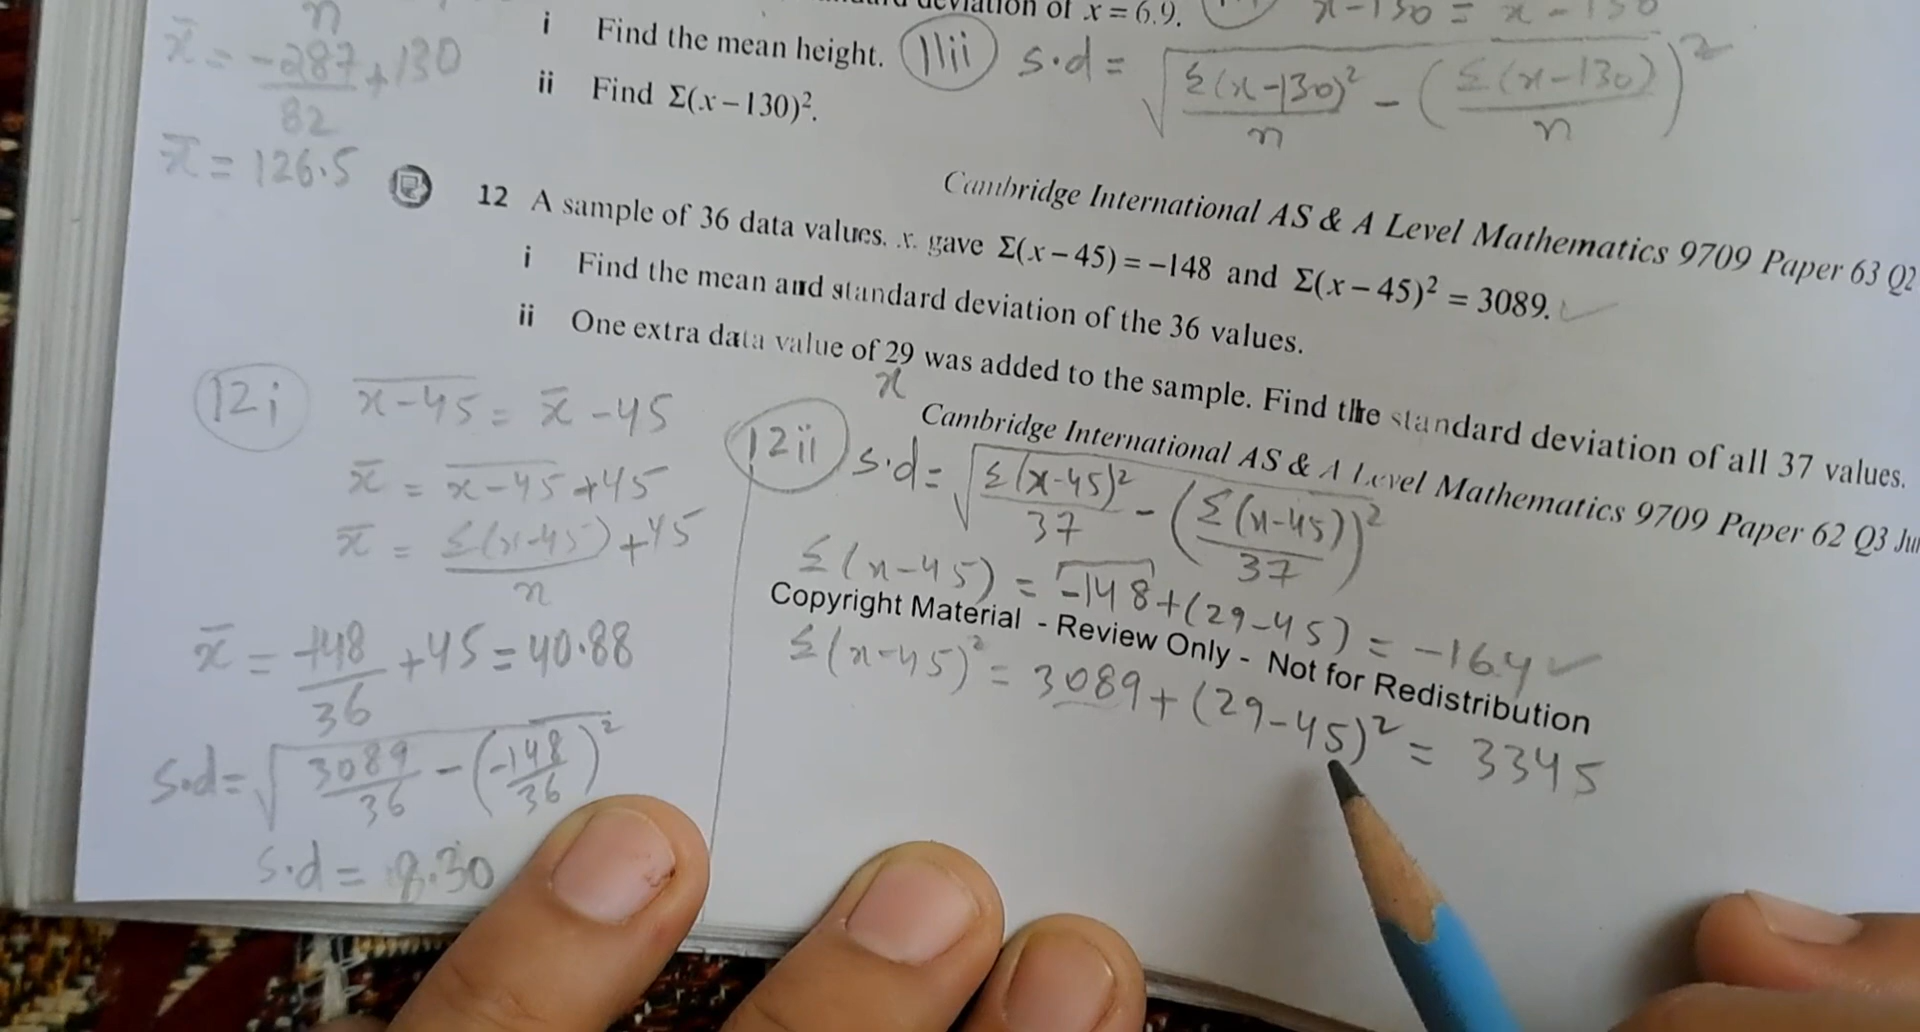 deviation of x = 6.9.
x-130 = x - 130
n
x̄ = -287/82 + 130
x̄ = 126.5
i Find the mean height.
ii Find Σ(x – 130)².
11ii s.d = √(Σ(x-130)²/n - (Σ(x-130)/n)²)
Cambridge International AS & A Level Mathematics 9709 Paper 63 Q2
12 A sample of 36 data values, x, gave Σ(x – 45) = –148 and Σ(x – 45)² = 3089.
i Find the mean and standard deviation of the 36 values.
ii One extra data value of 29 was added to the sample. Find the standard deviation of all 37 values.
x
Cambridge International AS & A Level Mathematics 9709 Paper 62 Q3
12i
x-45 = x̄ - 45
x̄ = x-45 + 45
x̄ = Σ(x-45)/n + 45
x̄ = -148/36 + 45 = 40.88
s.d = √(3089/36 - (-148/36)²)
s.d = 8.30
12ii s.d = √(Σ(x-45)²/37 - (Σ(x-45)/37)²)
Σ(x-45) = -148 + (29-45) = -164
Copyright Material - Review Only - Not for Redistribution
Σ(x-45)² = 3089 + (29-45)² = 3345